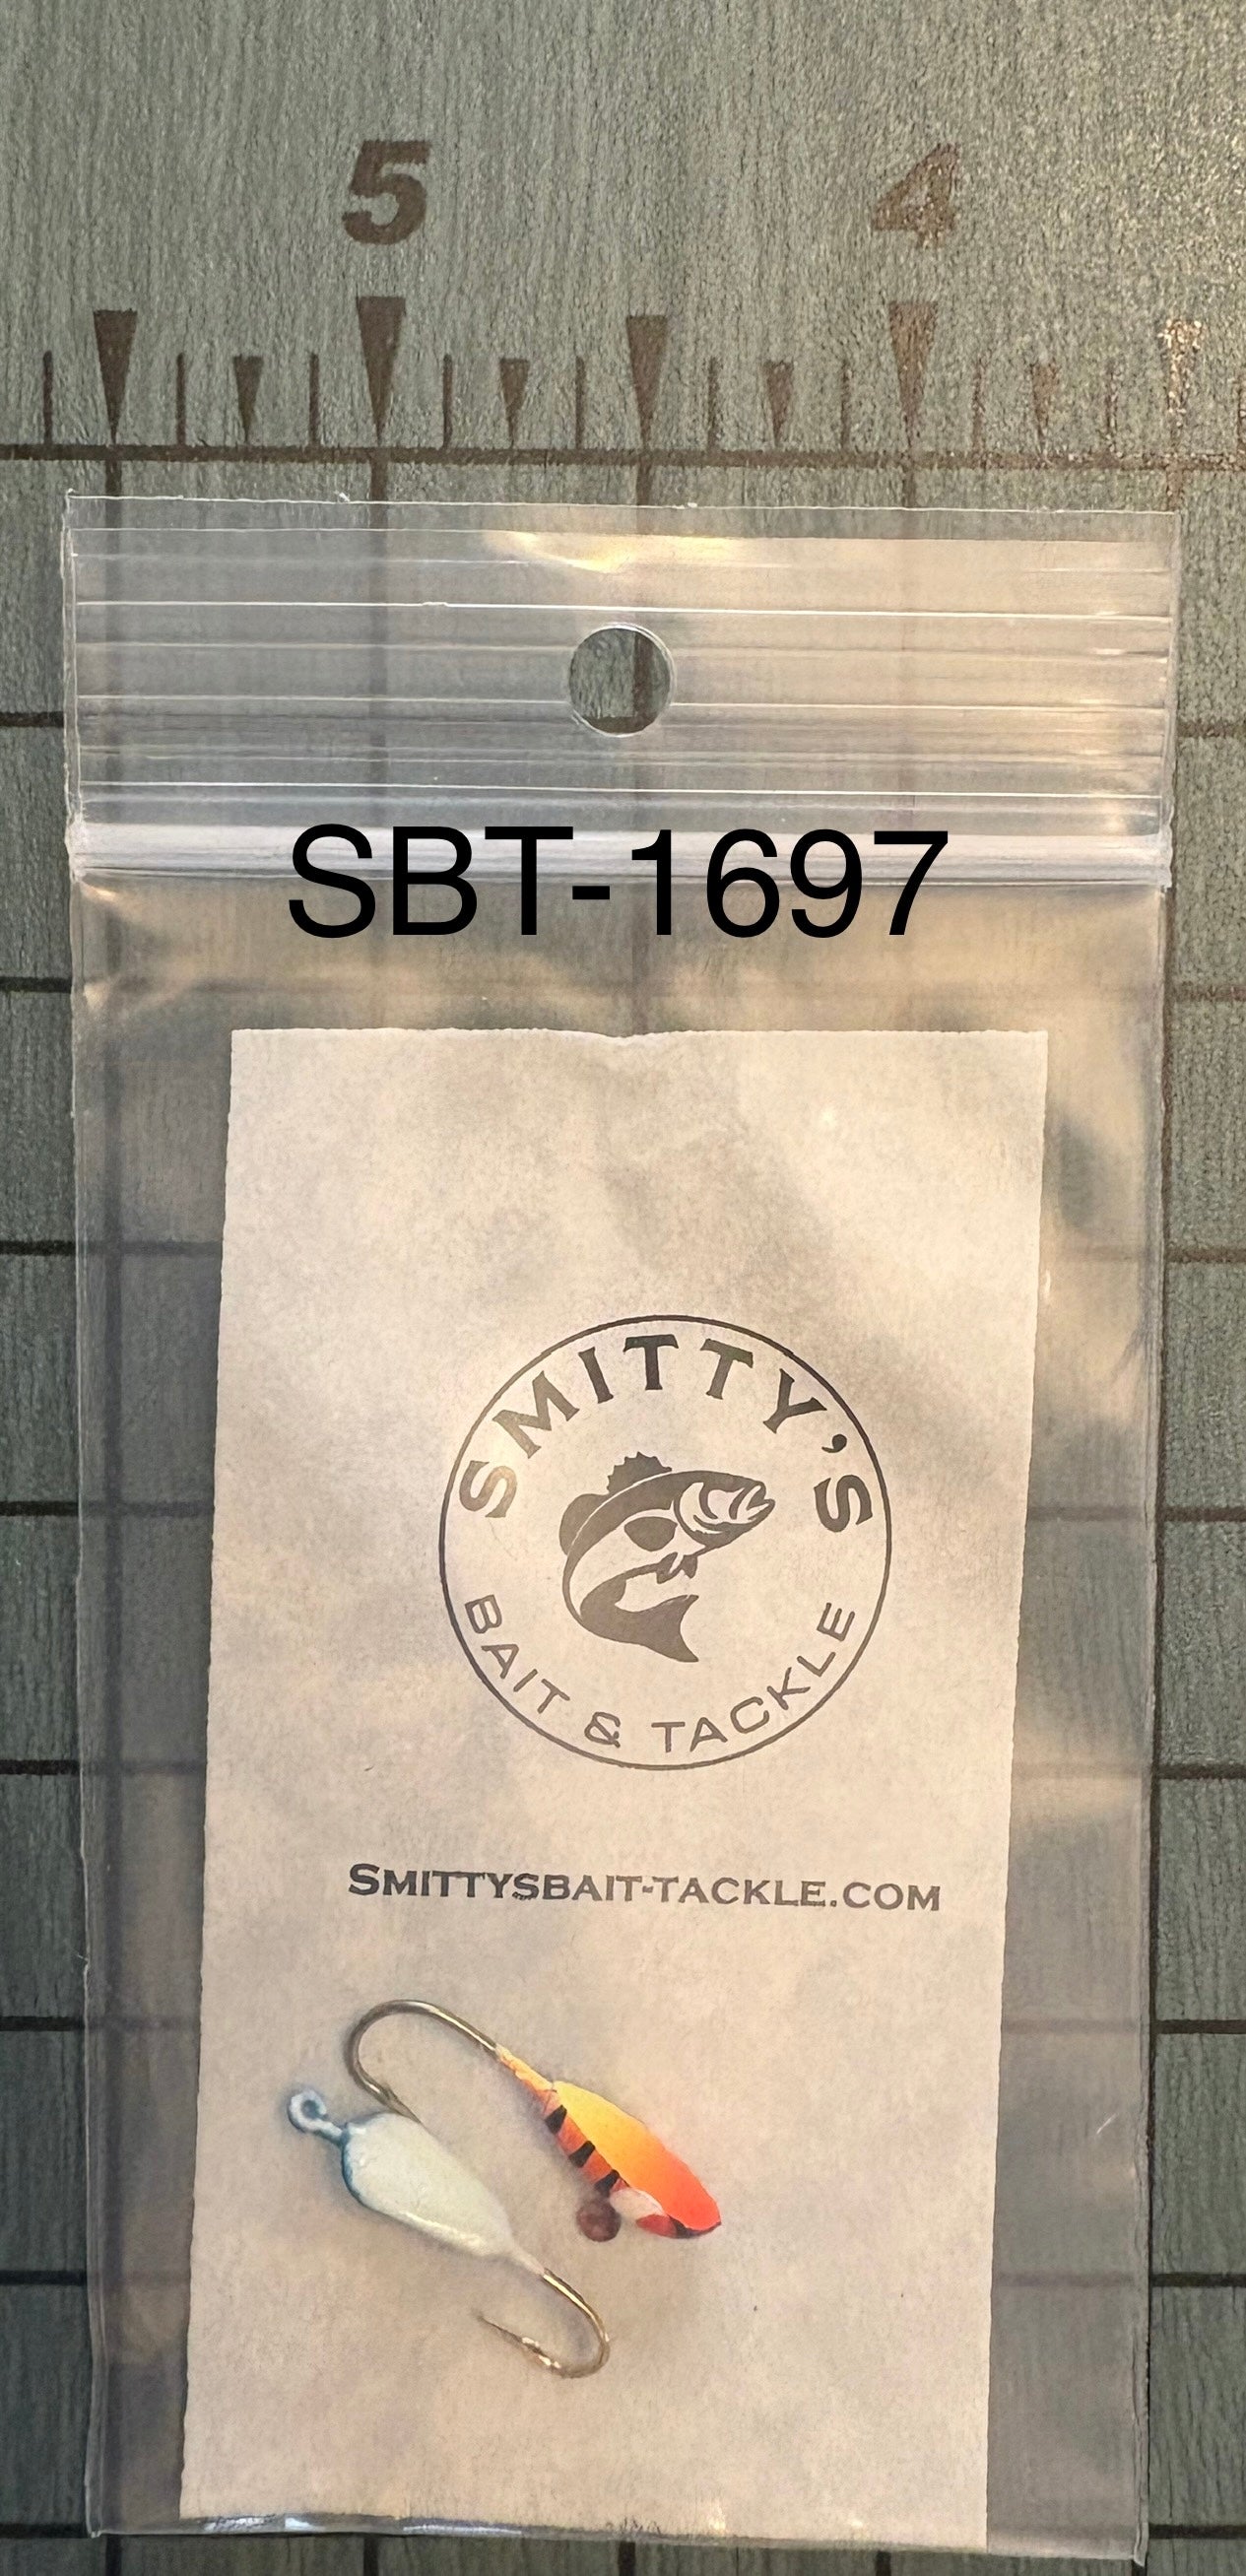 5 4
SBT-1697
SMITTY'S
BAIT & TACKLE
SMITTYSBAIT-TACKLE.COM